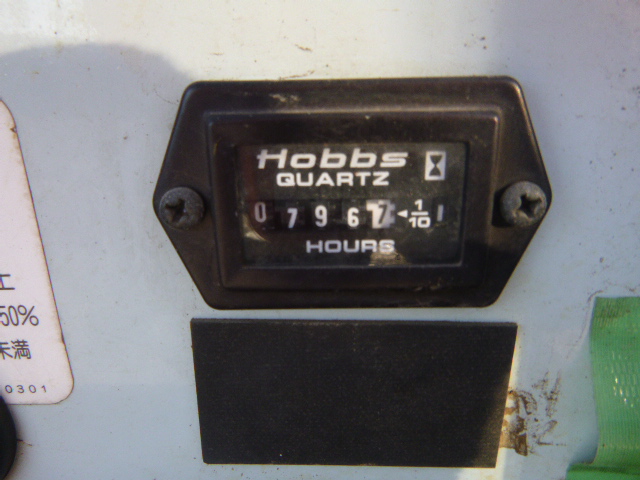 Hobbs
QUARTZ
0 7 9 6 7 1/10
HOURS
50%
未満
0301